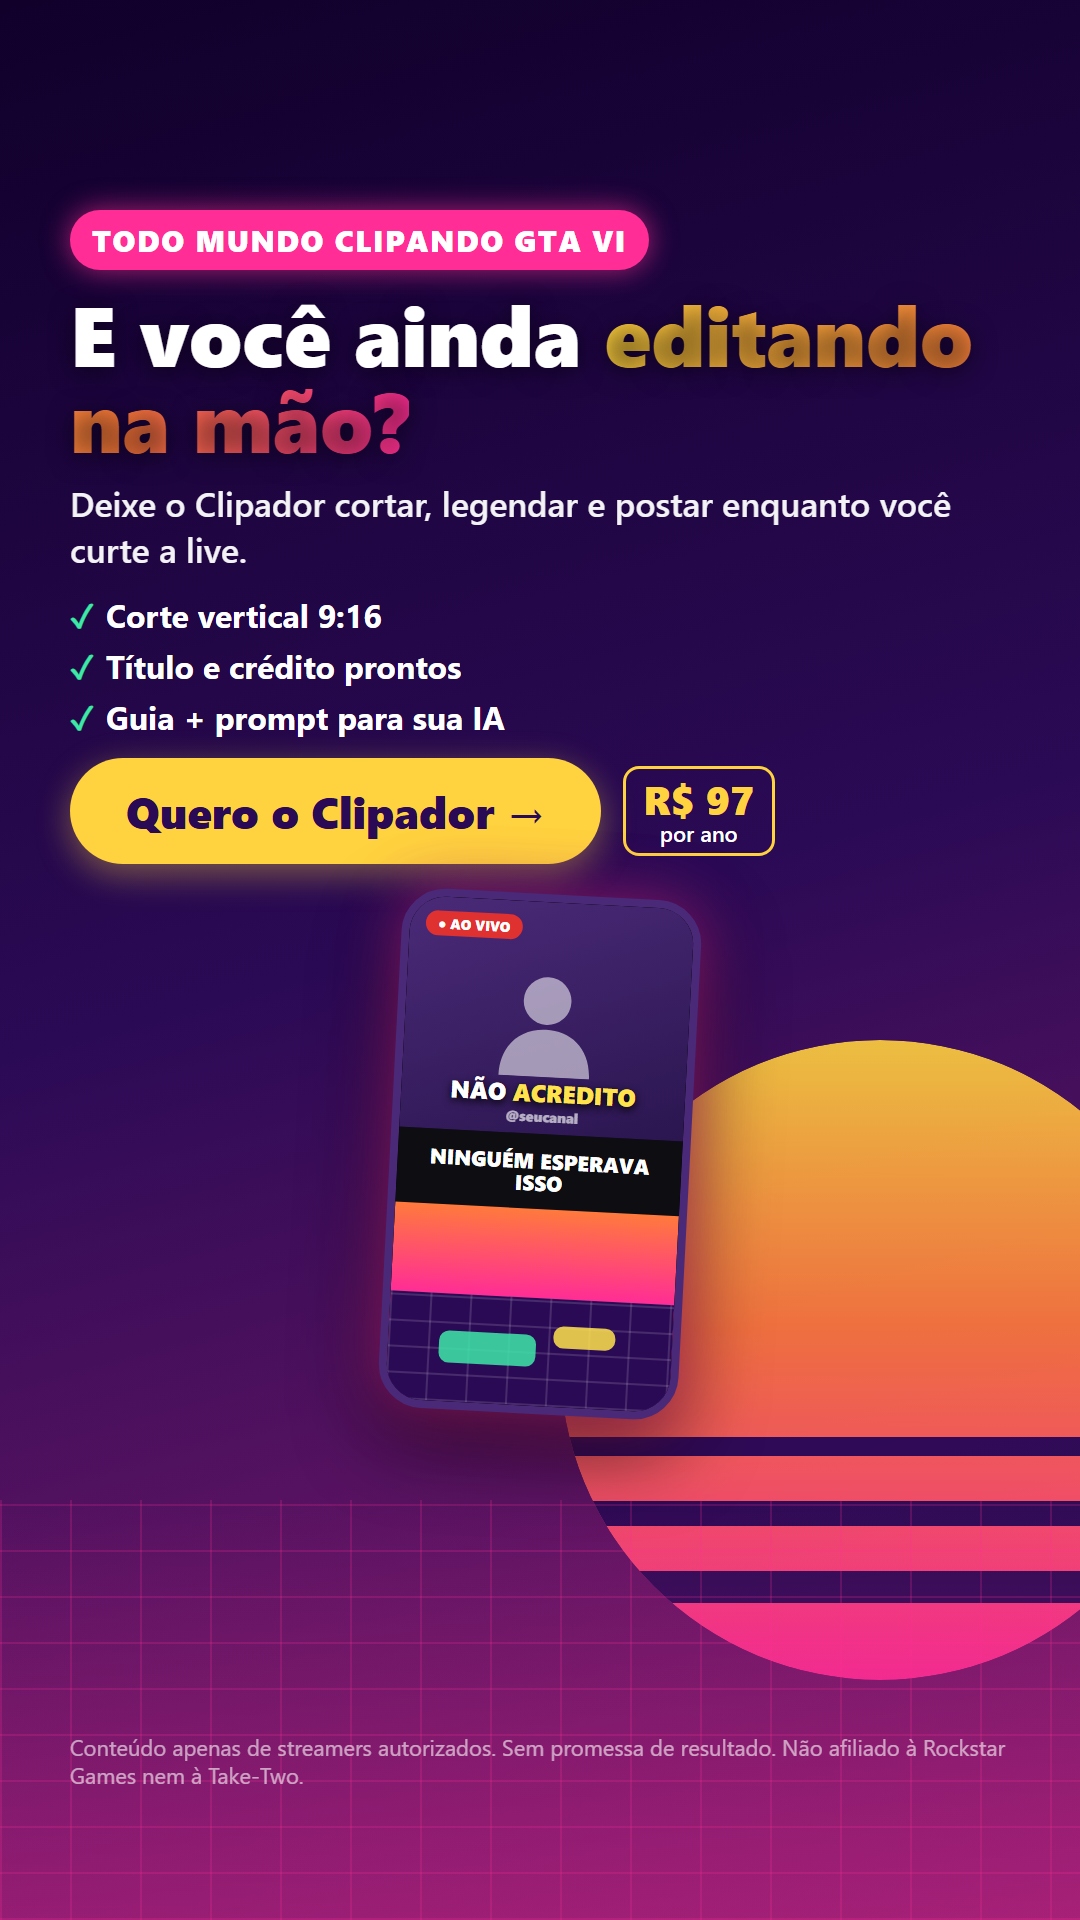 TODO MUNDO CLIPANDO GTA VI
E você ainda editando
na mão?
Deixe o Clipador cortar, legendar e postar enquanto você
curte a live.
✓ Corte vertical 9:16
✓ Título e crédito prontos
✓ Guia + prompt para sua IA
Quero o Clipador →
R$ 97
por ano
● AO VIVO
NÃO ACREDITO
@seucanal
NINGUÉM ESPERAVA
ISSO
Conteúdo apenas de streamers autorizados. Sem promessa de resultado. Não afiliado à Rockstar
Games nem à Take-Two.